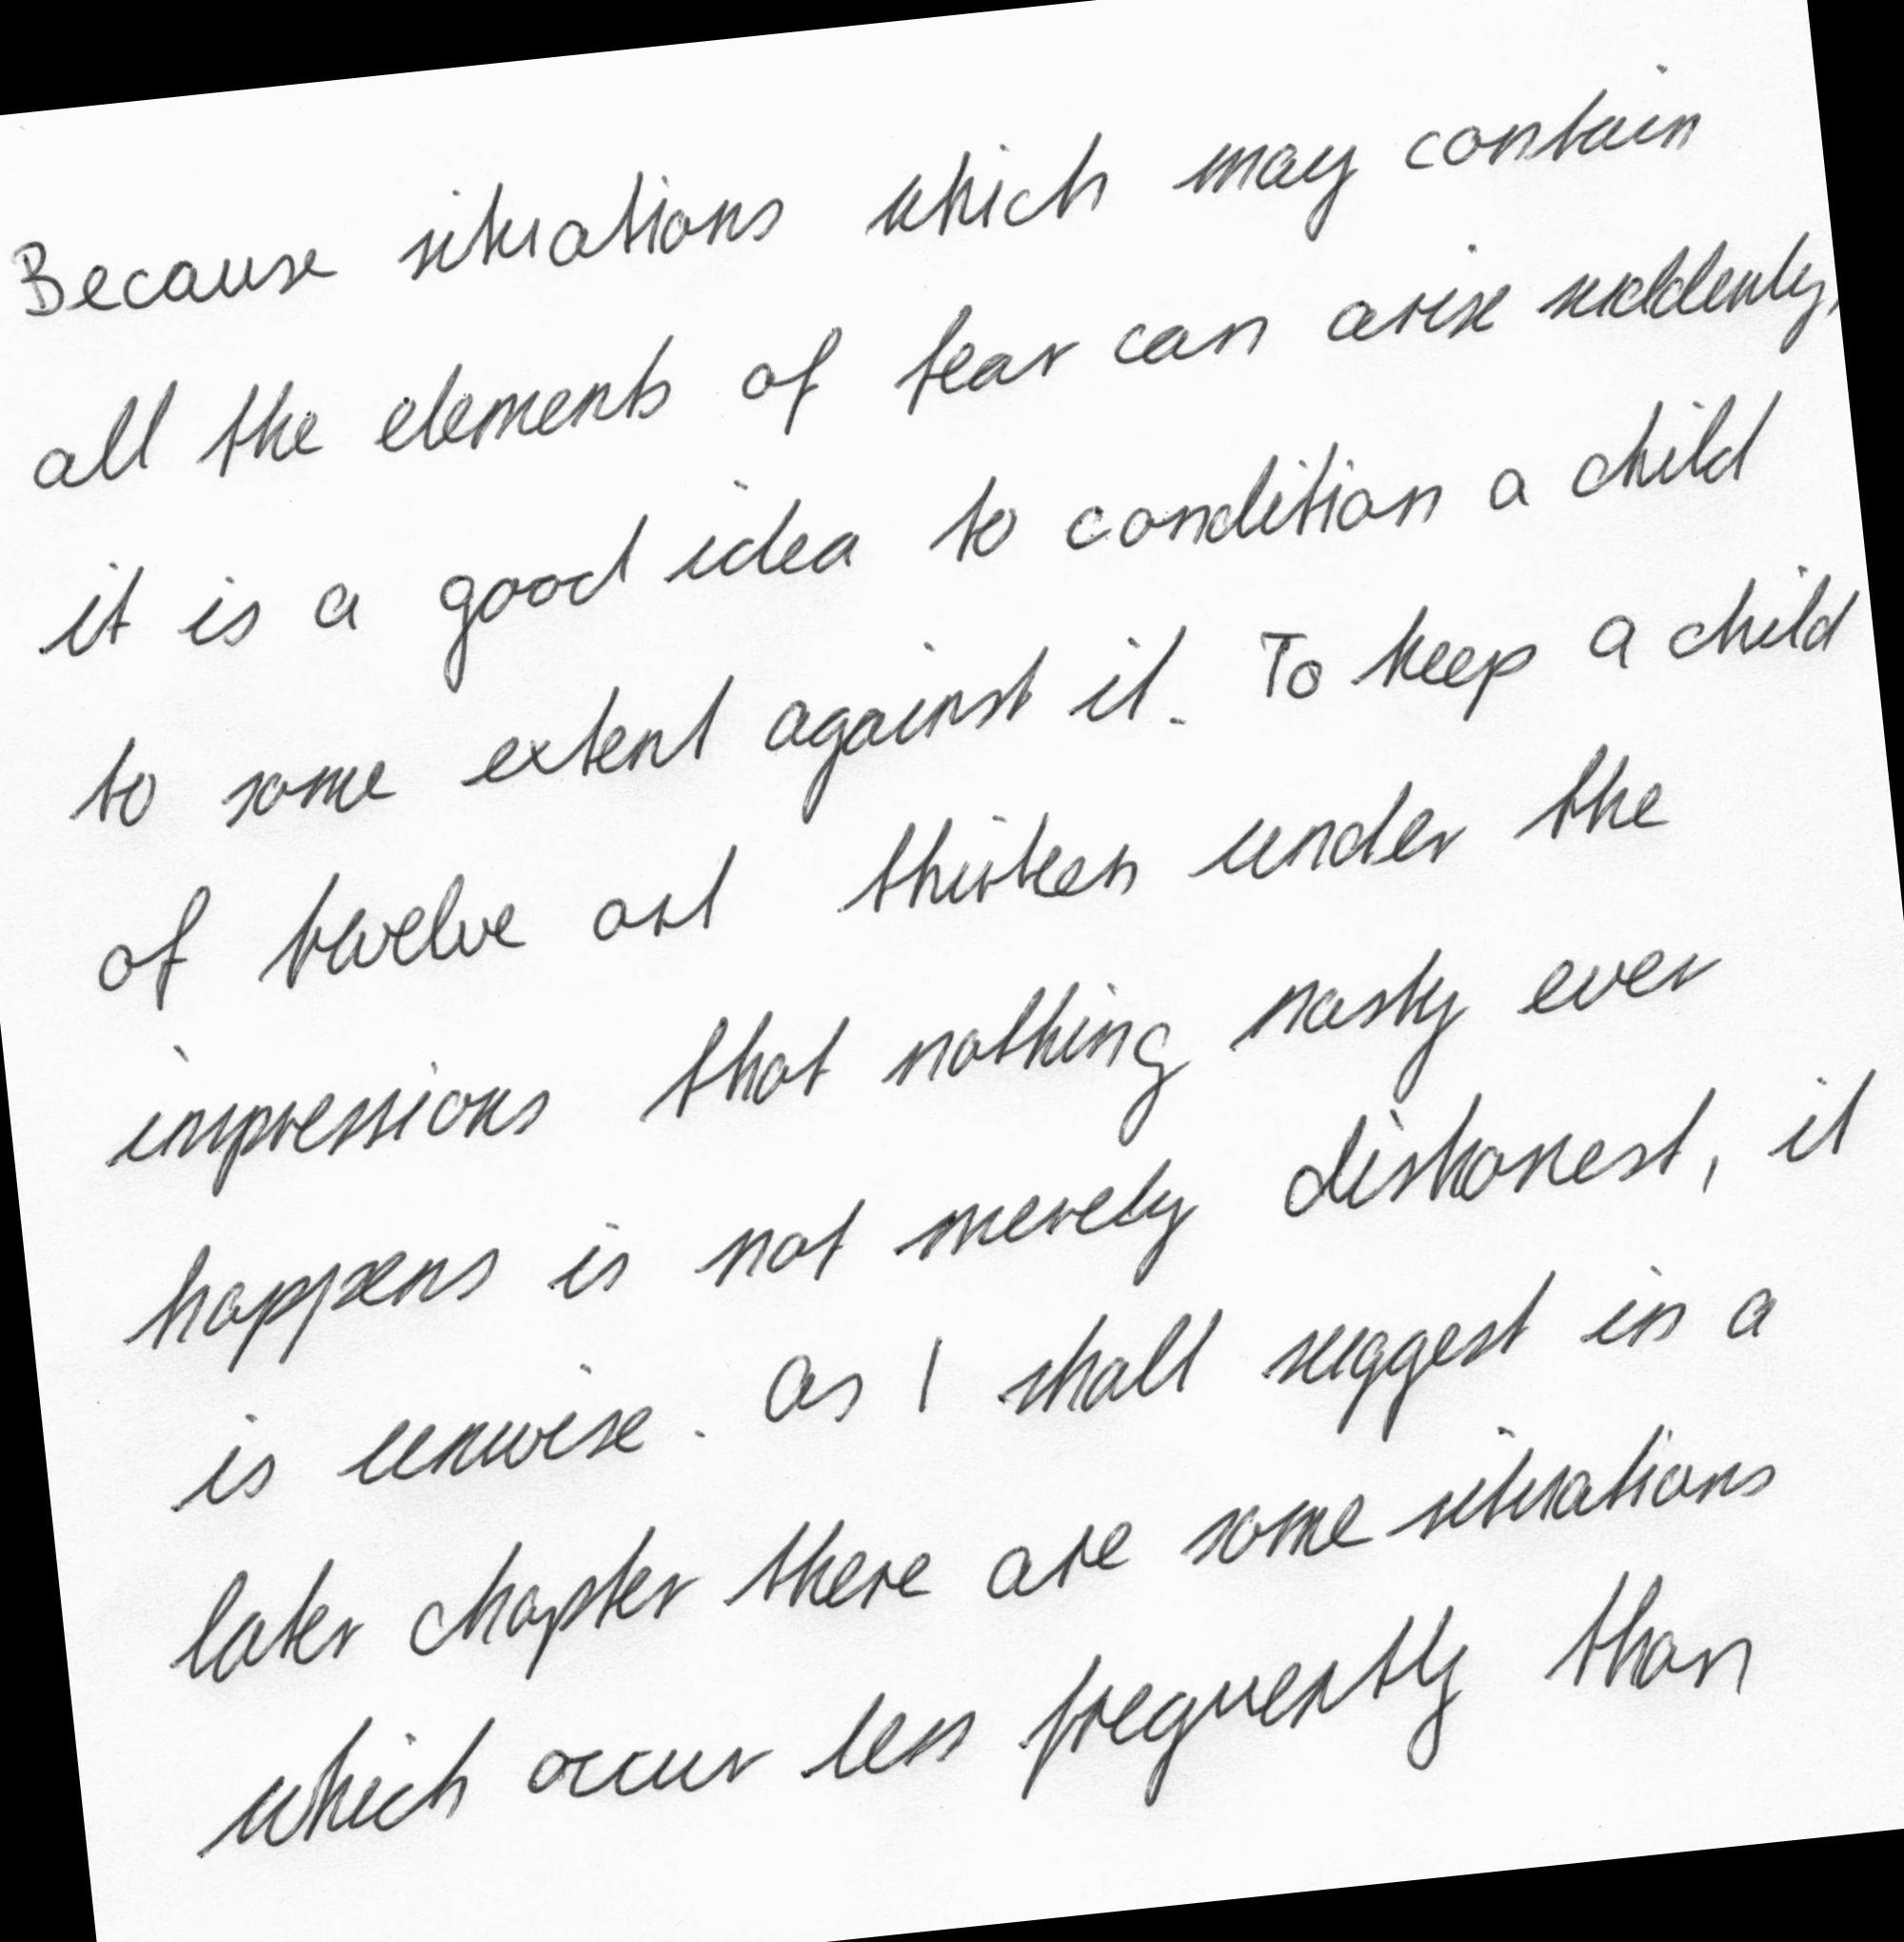 Because situations which may contain
all the elements of fear can arise suddenly,
it is a good idea to condition a child
to some extent against it. To keep a child
of twelve ort thirteen under the
impressions that nothing nasty ever
happens is not merely dishonest, it
is unwise. As I shall suggest in a
later chapter there are some situations
which occur less frequently than